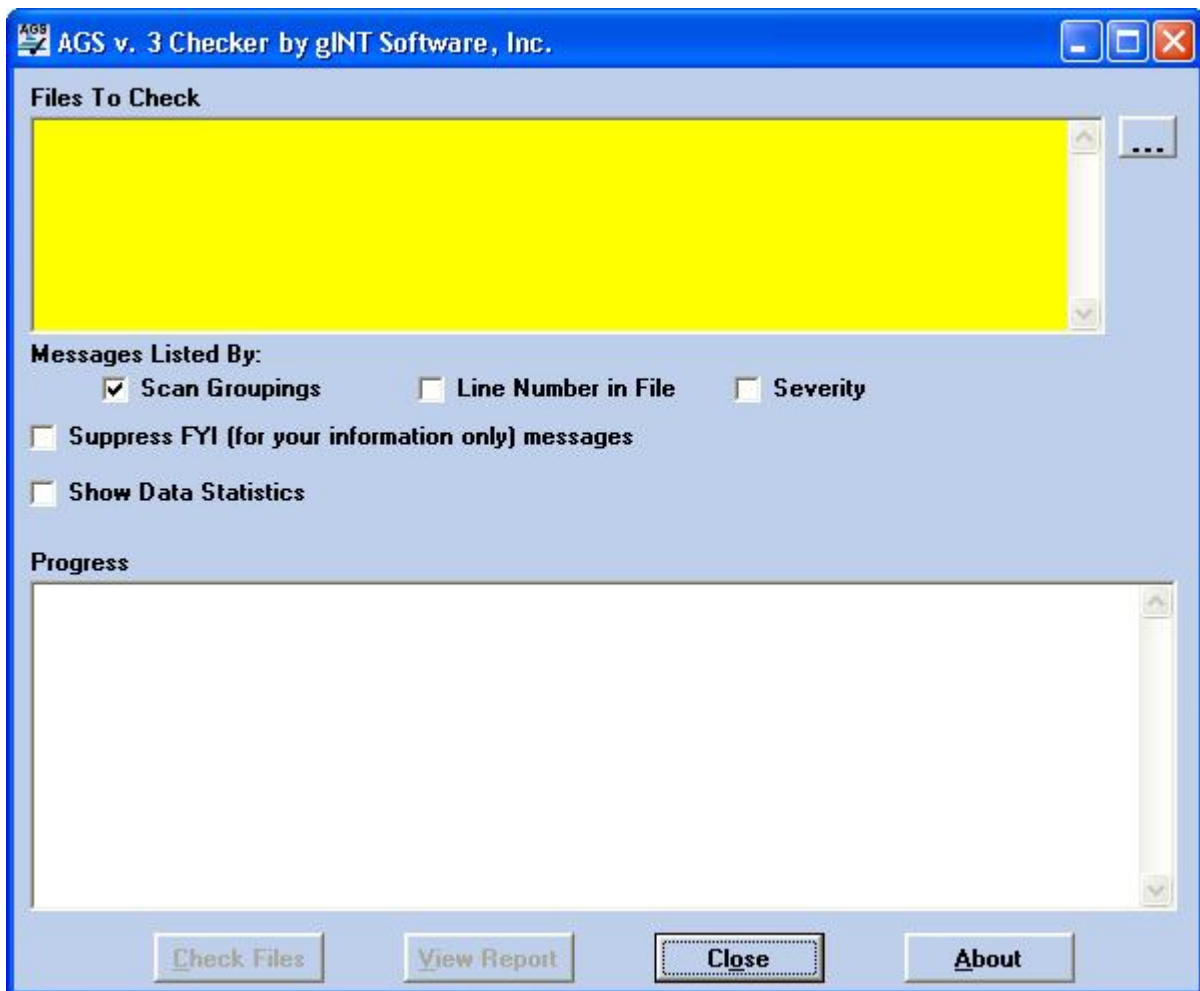 AGS
AGS v. 3 Checker by gINT Software, Inc.
Files To Check
...
Messages Listed By:
Scan Groupings Line Number in File Severity
Suppress FYI (for your information only) messages
Show Data Statistics
Progress
Check Files View Report Close About